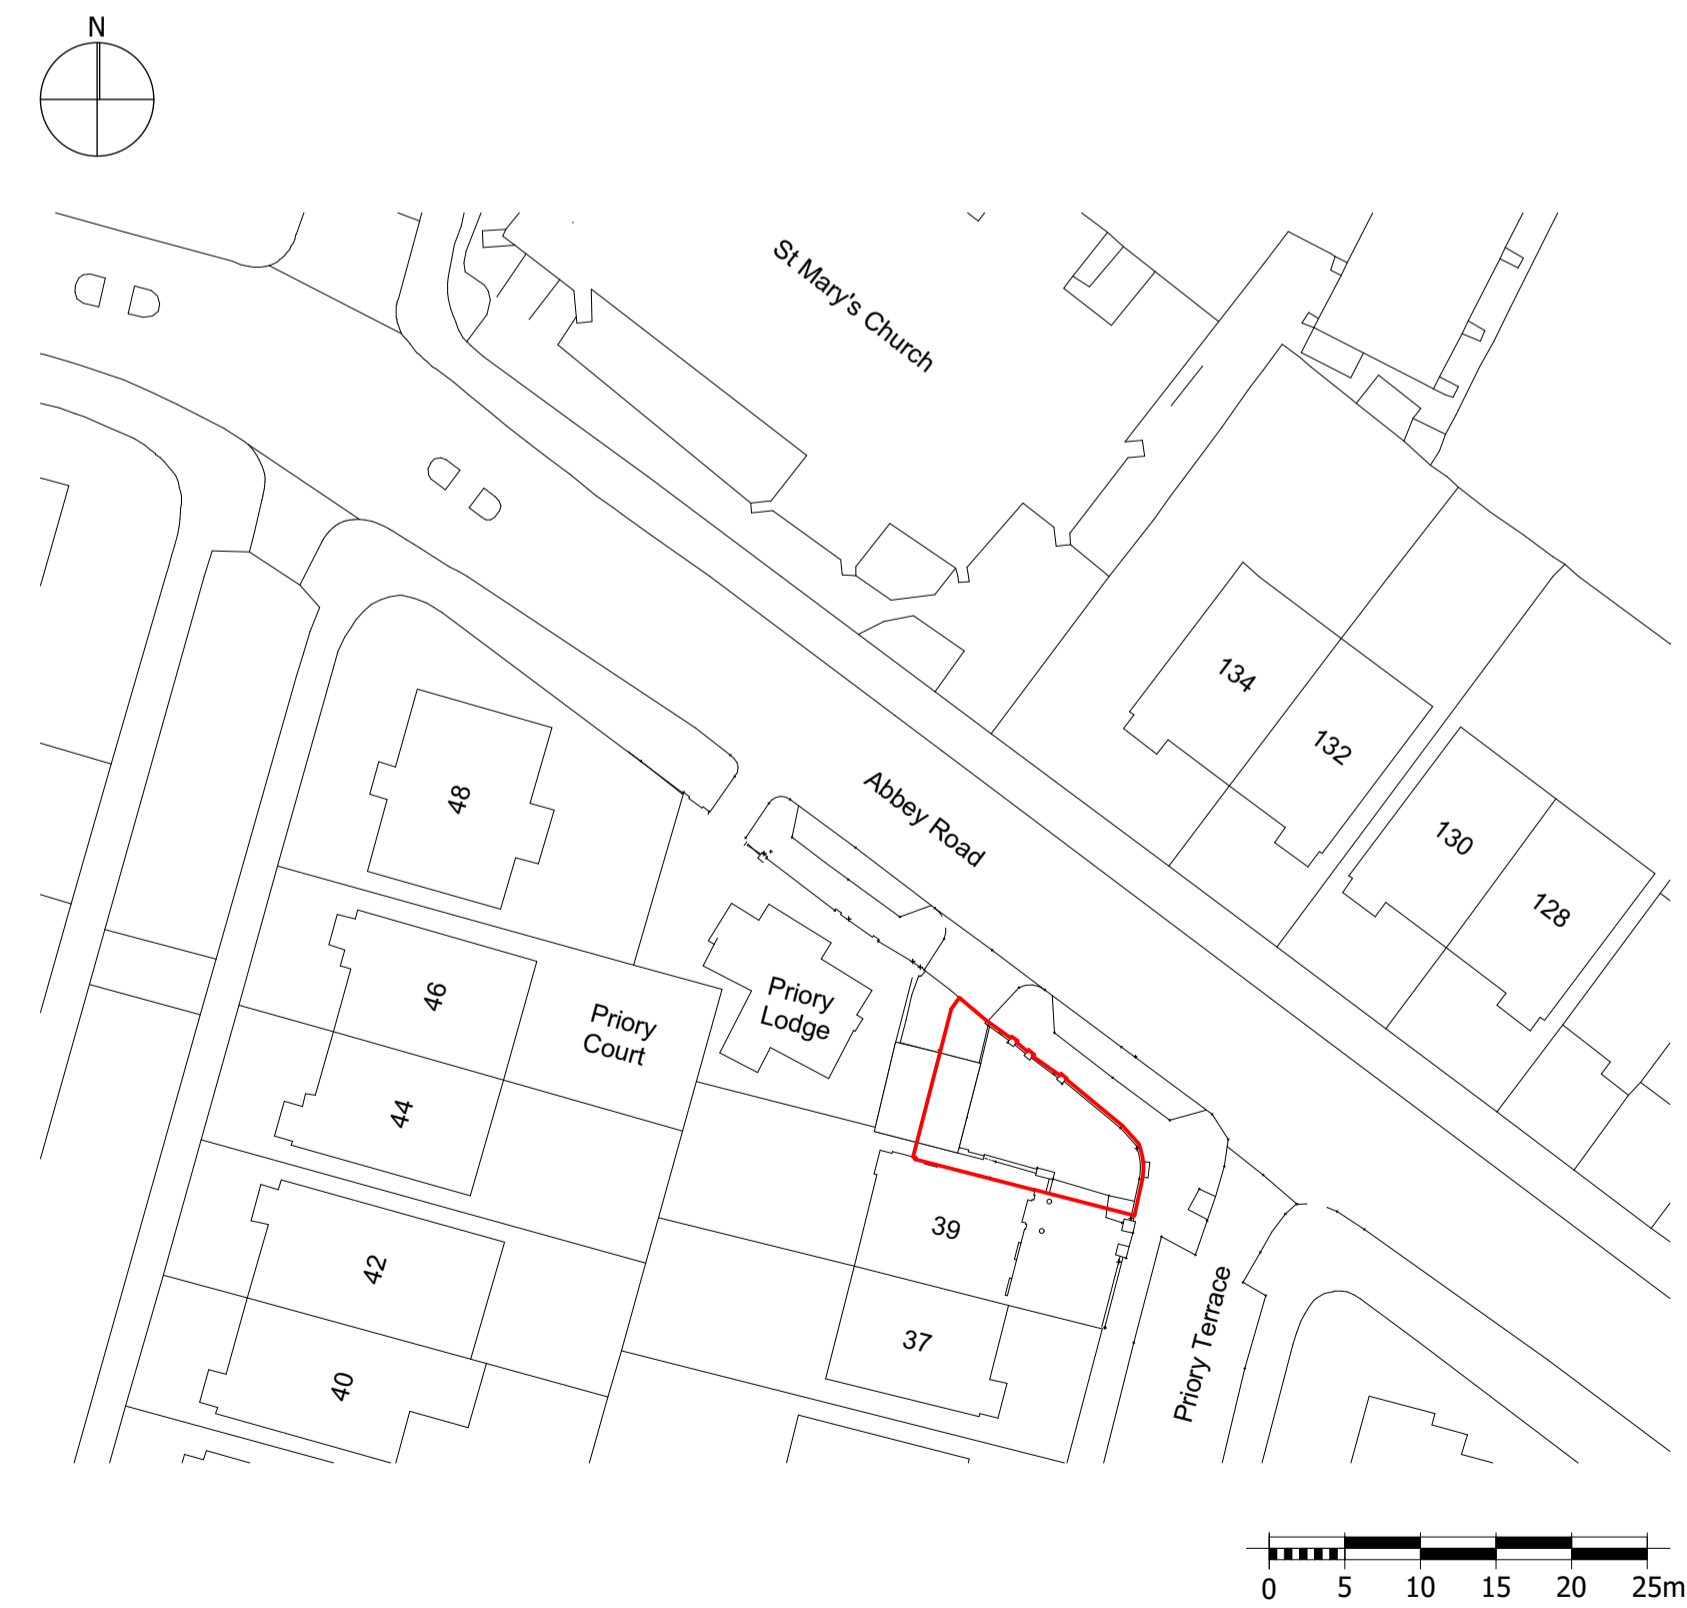 N
St Mary's Church
134
132
130
128
Abbey Road
48
46
44
42
40
Priory
Court
Priory
Lodge
39
37
Priory Terrace
0 5 10 15 20 25m